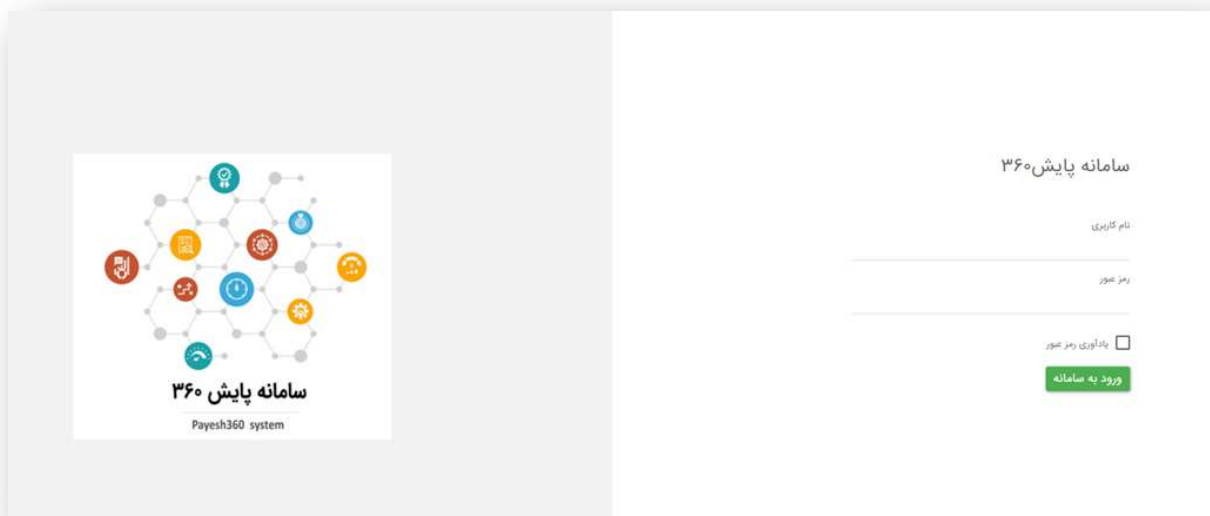 سامانه پایش۳۶۰
نام کاربری
رمز عبور
یادآوری رمز عبور
ورود به سامانه
سامانه پایش ۳۶۰
Payesh360 system